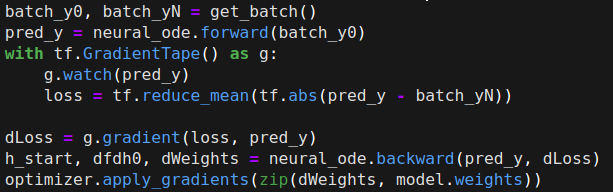 batch_y0, batch_yN = get_batch()
pred_y = neural_ode.forward(batch_y0)
with tf.GradientTape() as g:
    g.watch(pred_y)
    loss = tf.reduce_mean(tf.abs(pred_y - batch_yN))

dLoss = g.gradient(loss, pred_y)
h_start, dfdh0, dWeights = neural_ode.backward(pred_y, dLoss)
optimizer.apply_gradients(zip(dWeights, model.weights))